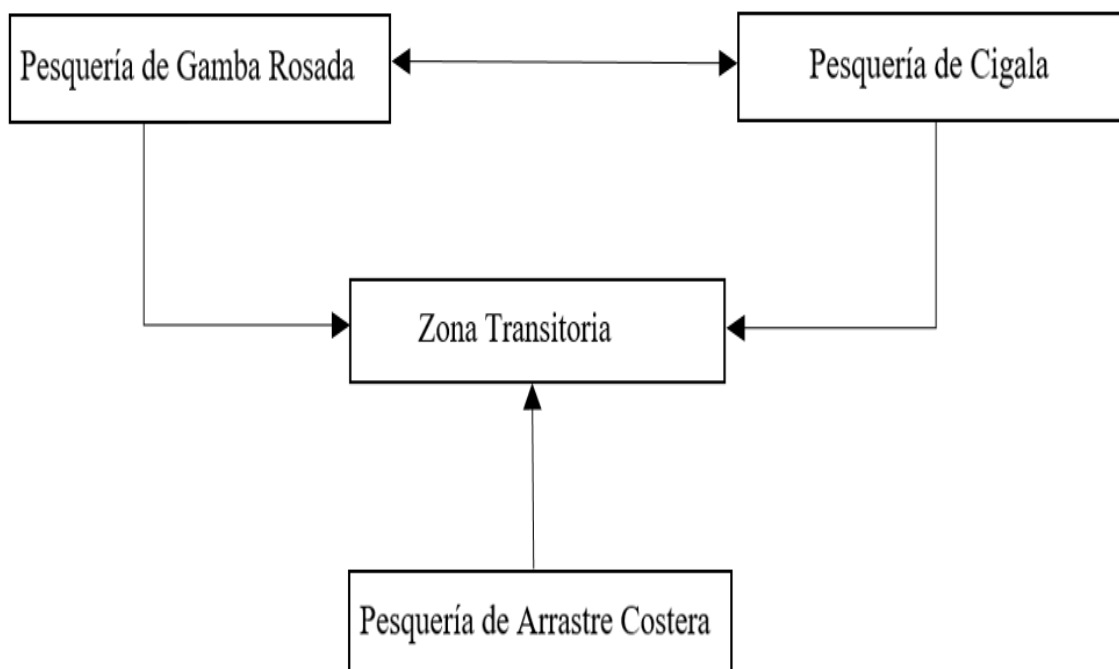 Pesquería de Gamba Rosada
Pesquería de Cigala
Zona Transitoria
Pesquería de Arrastre Costera